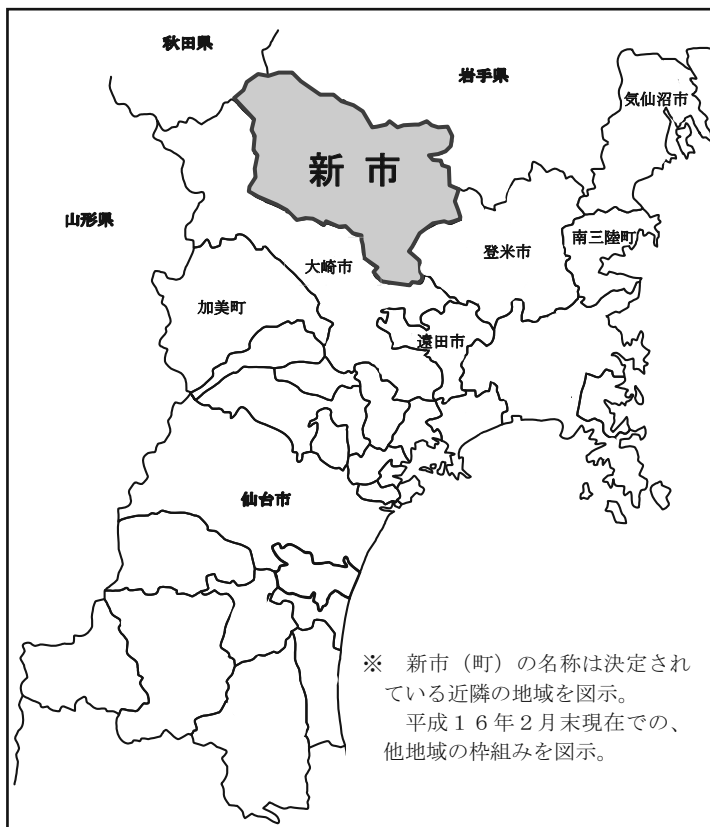 秋田県
岩手県
気仙沼市
新市
山形県
南三陸町
登米市
大崎市
加美町
遠田市
仙台市
※　新市（町）の名称は決定され
ている近隣の地域を図示。
平成１６年２月末現在での、
他地域の枠組みを図示。